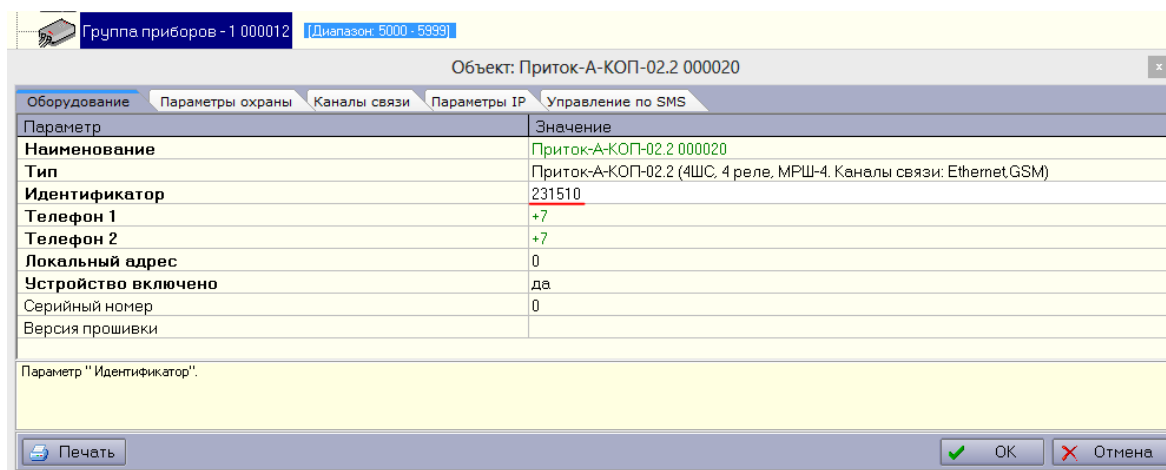 Группа приборов - 1 000012 [Диапазон: 5000 - 5999]
Объект: Приток-А-КОП-02.2 000020
x
Оборудование Параметры охраны Каналы связи Параметры IP Управление по SMS
Параметр Значение
Наименование Приток-А-КОП-02.2 000020
Тип Приток-А-КОП-02.2 (4ШС, 4 реле, МРШ-4. Каналы связи: Ethernet,GSM)
Идентификатор 231510
Телефон 1 +7
Телефон 2 +7
Локальный адрес 0
Устройство включено да
Серийный номер 0
Версия прошивки
Параметр "Идентификатор".
Печать OK Отмена